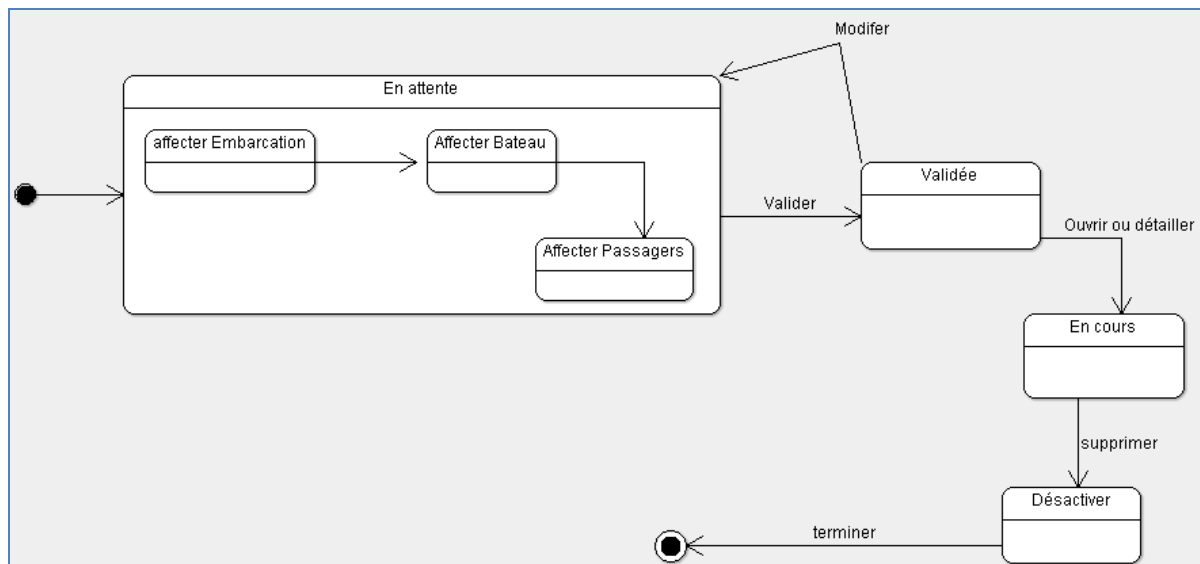 Modifer
En attente
affecter Embarcation
Affecter Bateau
Validée
Valider
Ouvrir ou détailler
Affecter Passagers
En cours
supprimer
Désactiver
terminer